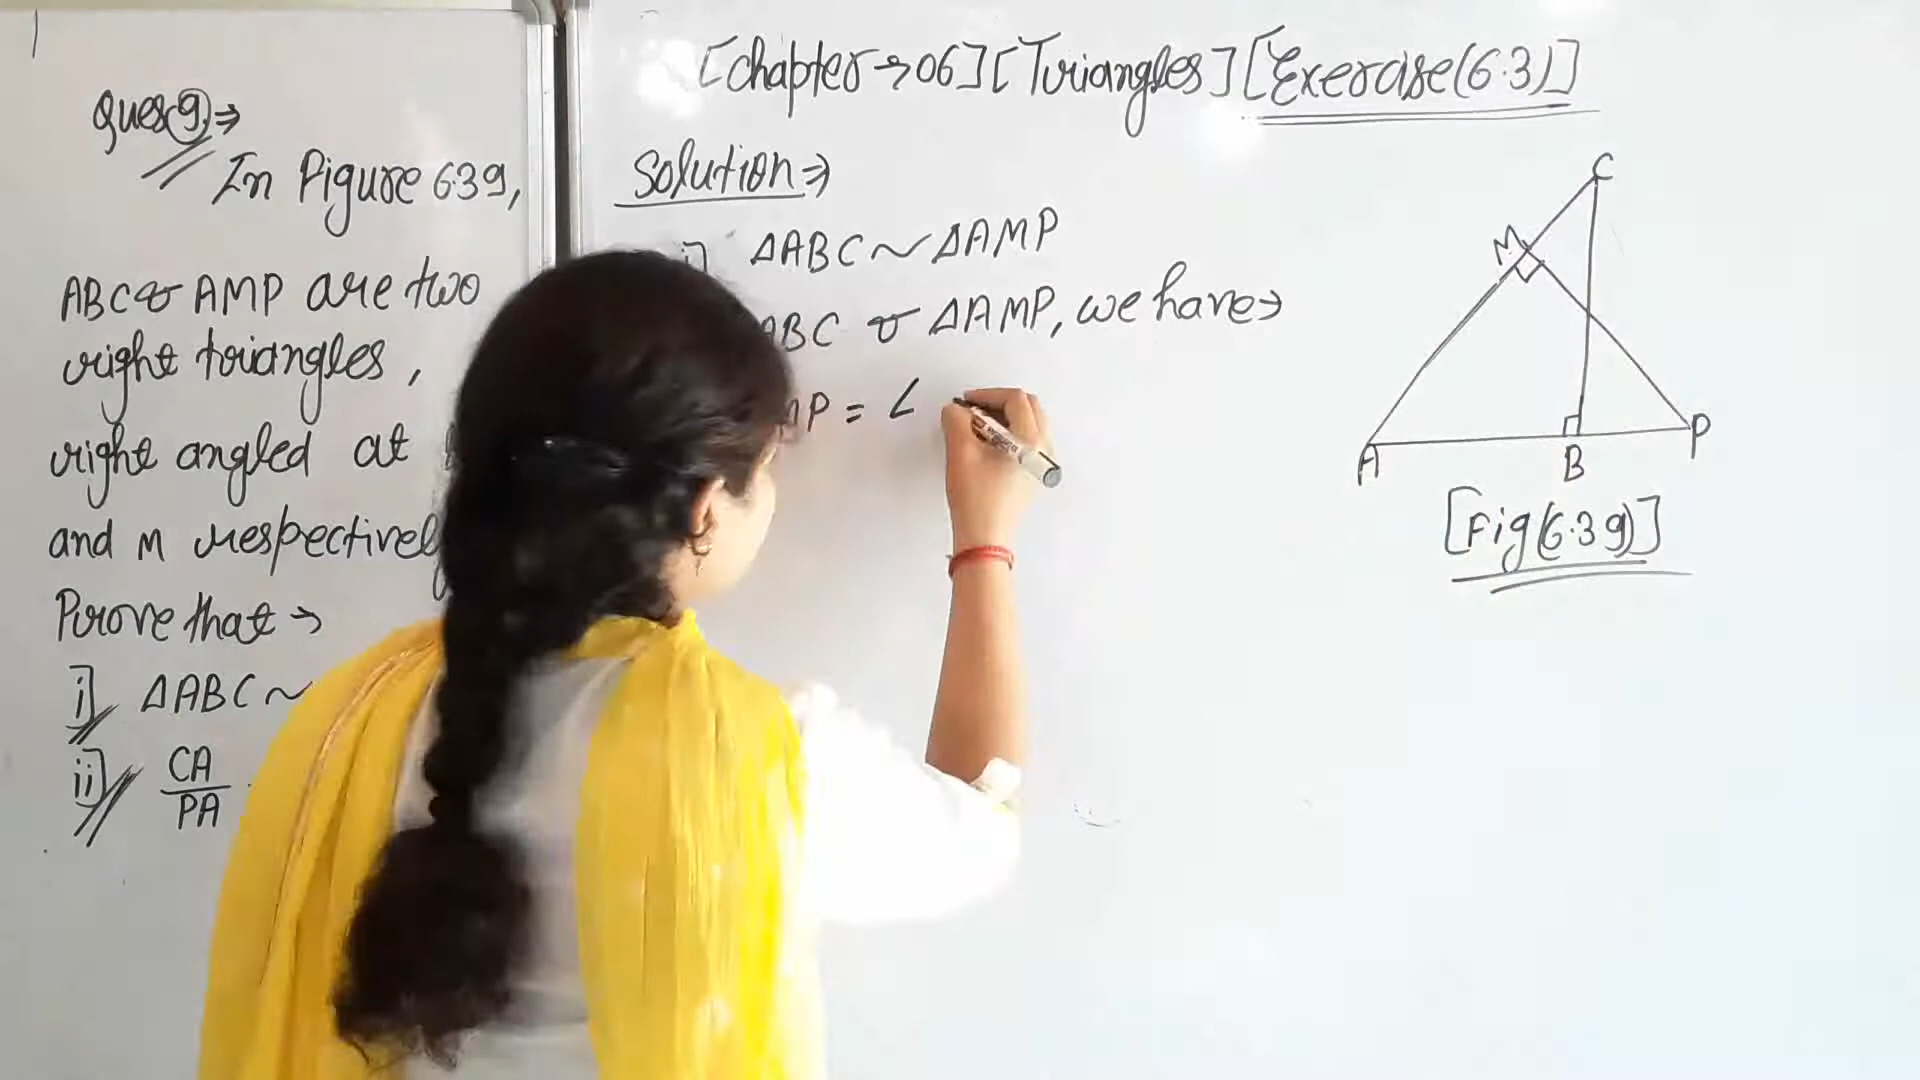 [Chapter→06][Triangles][Exercise(6.3)]
Ques(9)⇒
In Figure 6.39,
ABC & AMP are two
right triangles,
right angled at
and M respectively
Prove that →
i] ΔABC ~
ii] CA
PA
Solution⇒
i] ΔABC ~ ΔAMP
ABC & ΔAMP, we have→
MP = ∠
C
M
A
B
P
[Fig(6.39)]